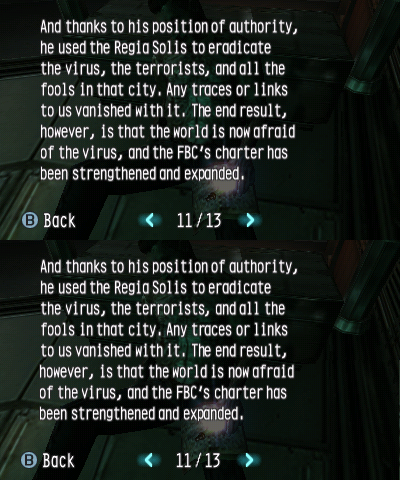 And thanks to his position of authority,
he used the Regia Solis to eradicate
the virus, the terrorists, and all the
fools in that city. Any traces or links
to us vanished with it. The end result,
however, is that the world is now afraid
of the virus, and the FBC's charter has
been strengthened and expanded.
B Back < 11/13 >
And thanks to his position of authority,
he used the Regia Solis to eradicate
the virus, the terrorists, and all the
fools in that city. Any traces or links
to us vanished with it. The end result,
however, is that the world is now afraid
of the virus, and the FBC's charter has
been strengthened and expanded.
B Back < 11/13 >